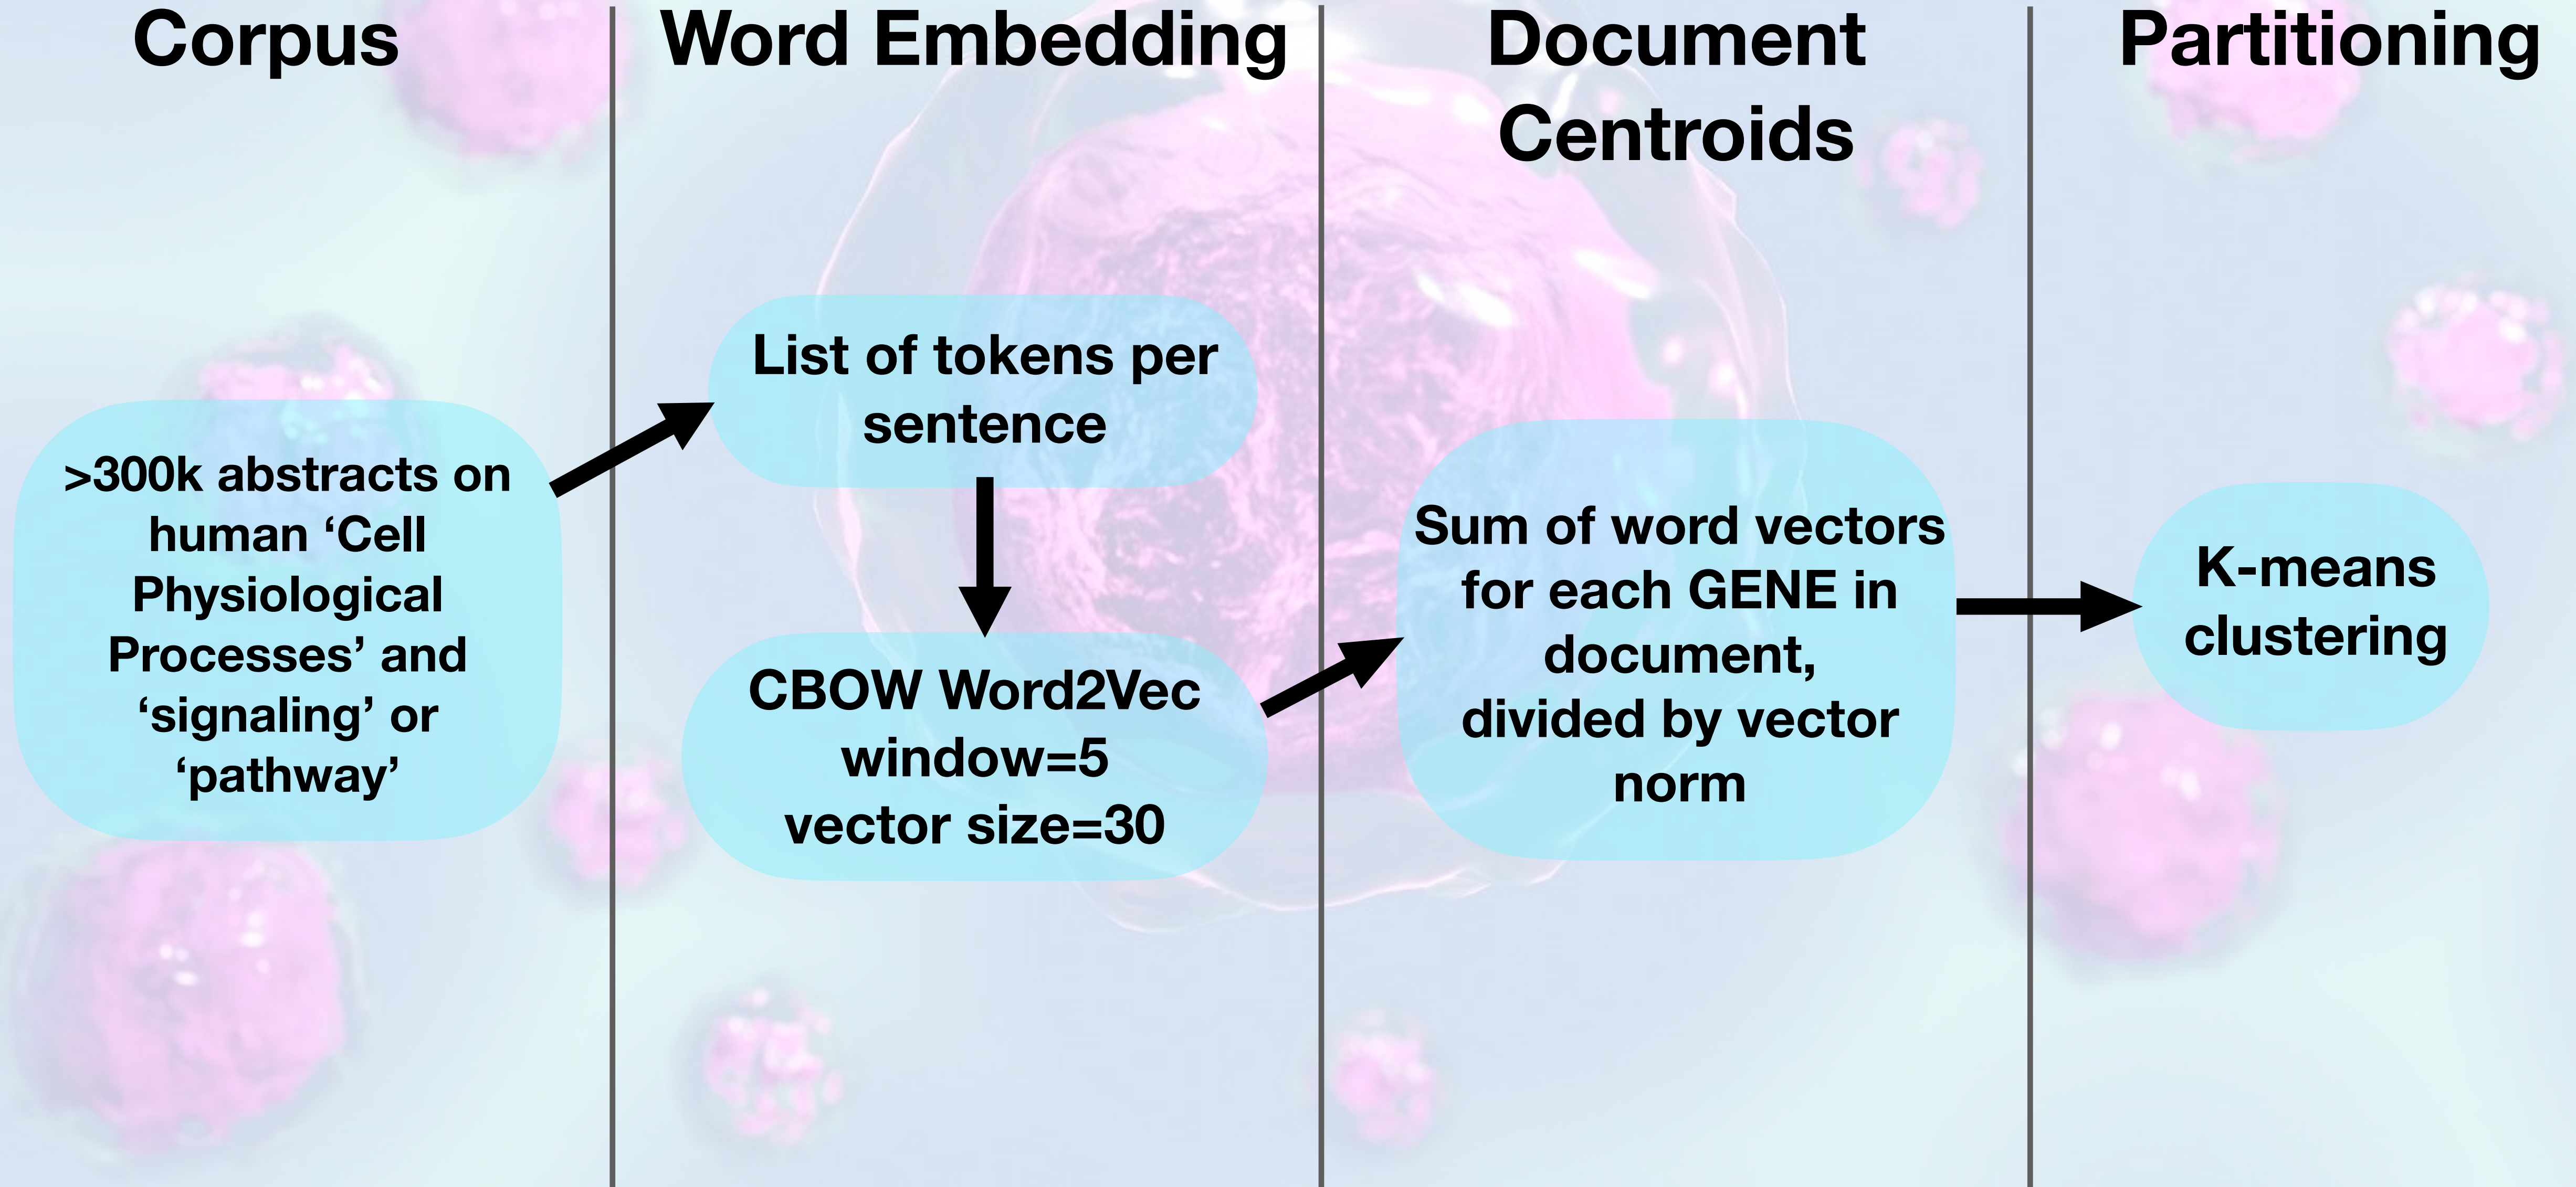 Corpus
>300k abstracts on
human ‘Cell
Physiological
Processes’ and
‘signaling’ or
‘pathway’
Word Embedding
List of tokens per
sentence
CBOW Word2Vec
window=5
vector size=30
Document
Centroids
Sum of word vectors
for each GENE in
document,
divided by vector
norm
Partitioning
K-means
clustering